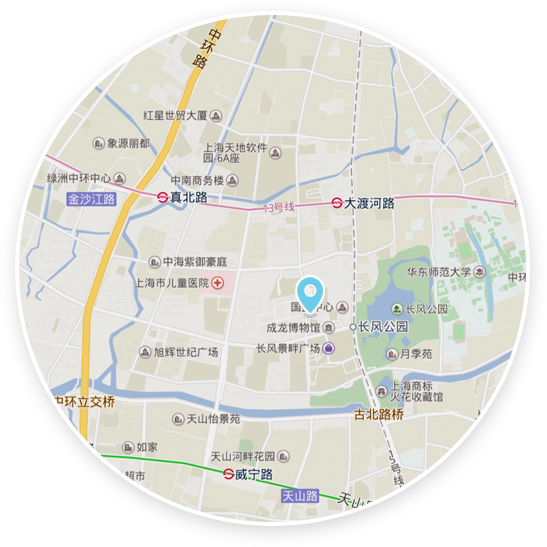 中环路
红星世贸大厦
象源丽都
上海天地软件
园-6A座
绿洲中环中心
中南商务楼
金沙江路
真北路
13号线
大渡河路
中海紫御豪庭
上海市儿童医院
华东师范大学
中环
国
中心
长风公园
成龙博物馆
长风公园
长风景畔广场
旭辉世纪广场
月季苑
上海商标
火花收藏馆
中环立交桥
古北路桥
天山怡景苑
如家
天山河畔花园
15号线
超市
威宁路
天山路
天山